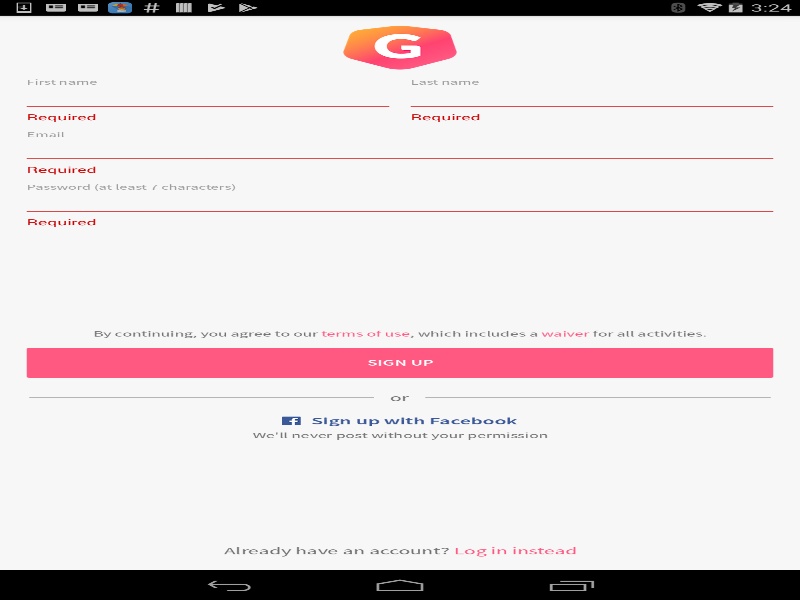 3:24
G
First name Last name
Required Required
Email
Required
Password (at least 7 characters)
Required
By continuing, you agree to our terms of use, which includes a waiver for all activities.
SIGN UP
or
f Sign up with Facebook
We'll never post without your permission
Already have an account? Log in instead